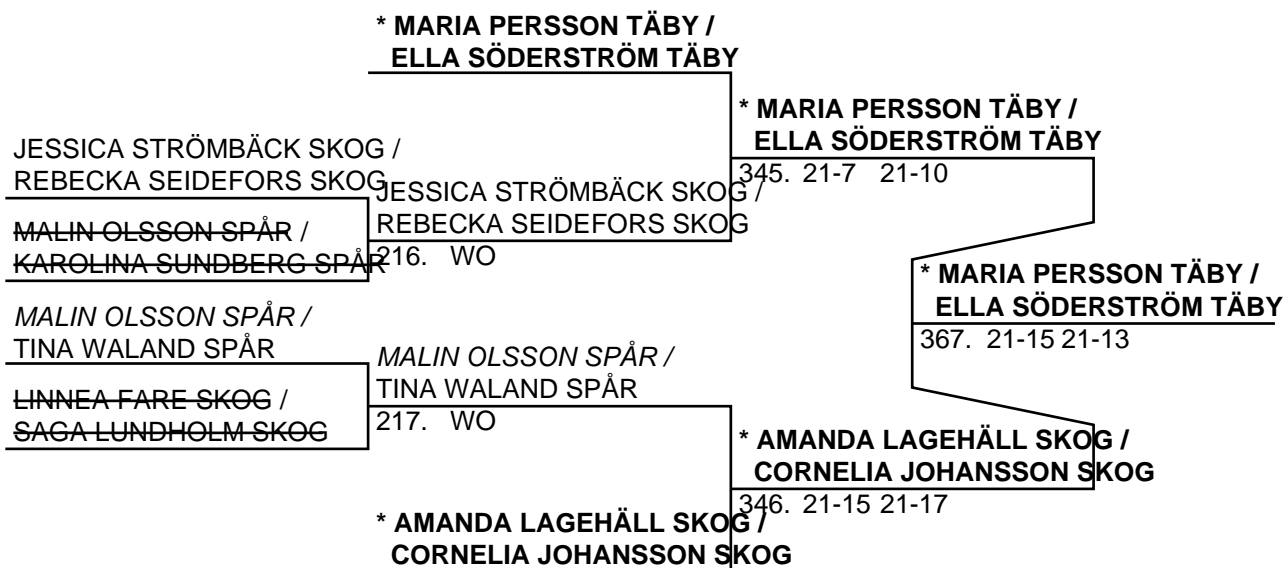 * MARIA PERSSON TÄBY /
ELLA SÖDERSTRÖM TÄBY
* MARIA PERSSON TÄBY /
ELLA SÖDERSTRÖM TÄBY
345. 21-7 21-10
JESSICA STRÖMBÄCK SKOG /
REBECKA SEIDEFORS SKOG
JESSICA STRÖMBÄCK SKOG /
REBECKA SEIDEFORS SKOG
216. WO
MALIN OLSSON SPÅR /
KAROLINA SUNDBERG SPÅR
* MARIA PERSSON TÄBY /
ELLA SÖDERSTRÖM TÄBY
367. 21-15 21-13
MALIN OLSSON SPÅR /
TINA WALAND SPÅR
MALIN OLSSON SPÅR /
TINA WALAND SPÅR
217. WO
LINNEA FARE SKOG /
SAGA LUNDHOLM SKOG
* AMANDA LAGEHÄLL SKOG /
CORNELIA JOHANSSON SKOG
346. 21-15 21-17
* AMANDA LAGEHÄLL SKOG /
CORNELIA JOHANSSON SKOG